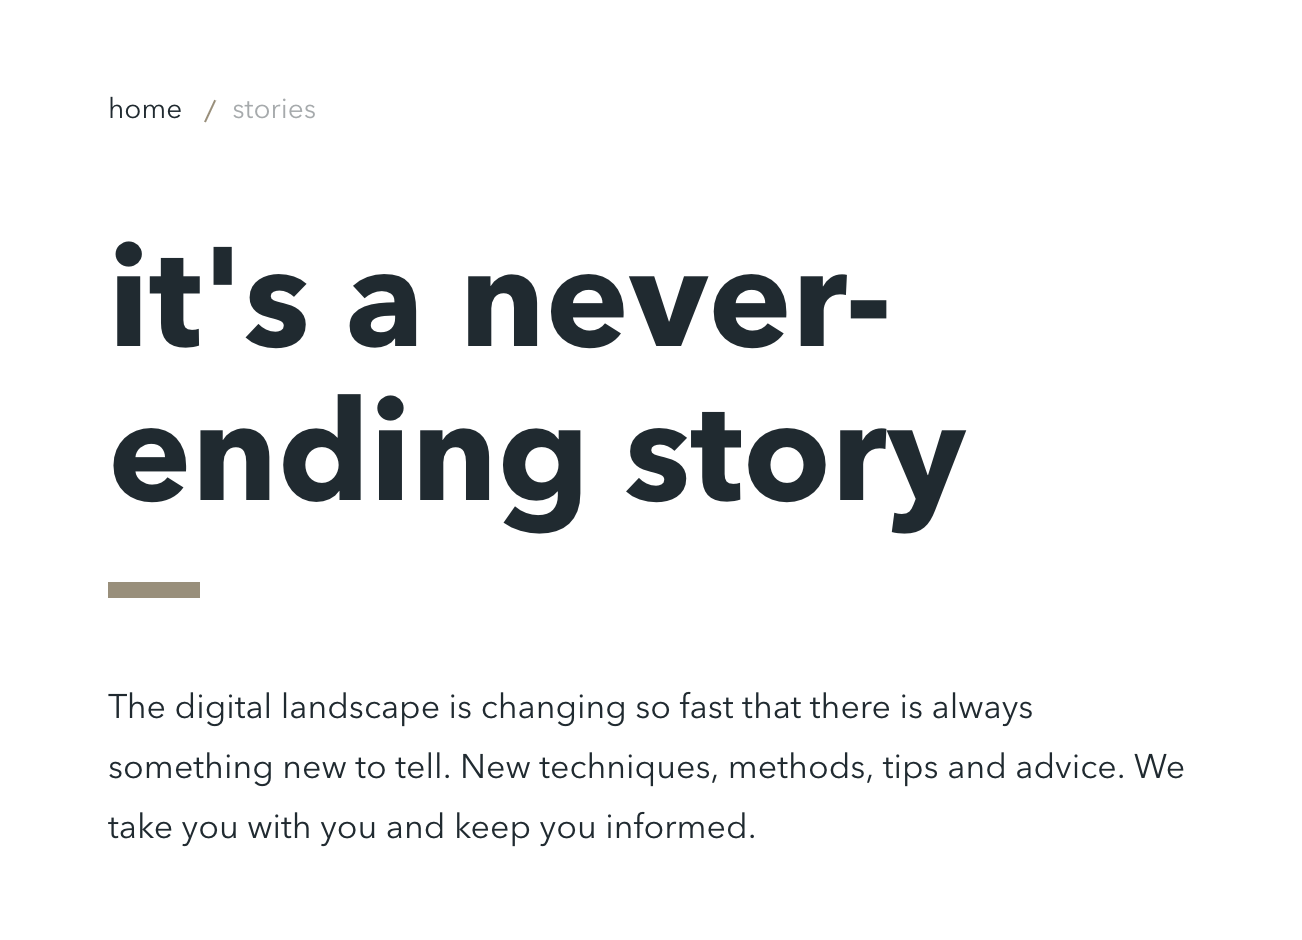 home / stories
it's a never-
ending story
The digital landscape is changing so fast that there is always
something new to tell. New techniques, methods, tips and advice. We
take you with you and keep you informed.